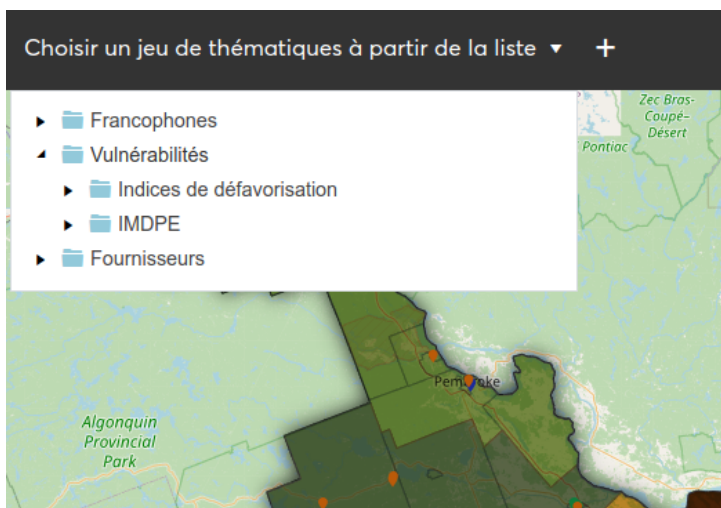 Choisir un jeu de thématiques à partir de la liste
Francophones
Vulnérabilités
Indices de défavorisation
IMDPE
Fournisseurs
Zec Bras-
Coupé–
Désert
Pontiac
Pembroke
Algonquin
Provincial
Park